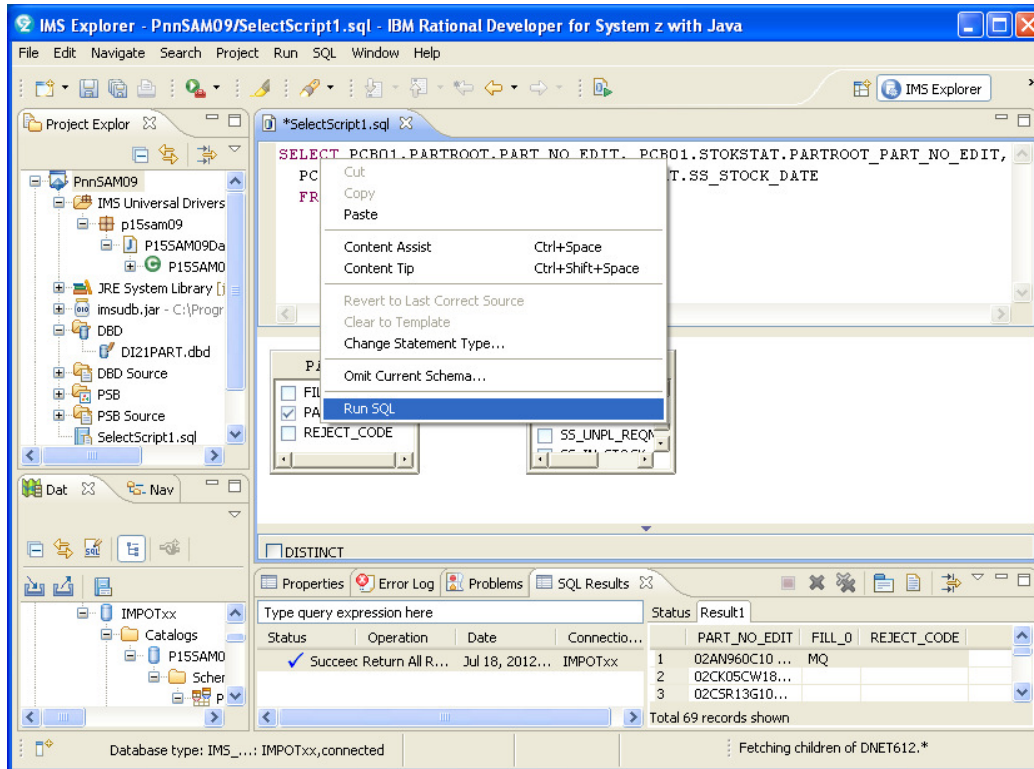 IMS Explorer - PnnSAM09/SelectScript1.sql - IBM Rational Developer for System z with Java
File Edit Navigate Search Project Run SQL Window Help
IMS Explorer
Project Explor
PnnSAM09
IMS Universal Drivers
p15sam09
P15SAM09Da
P15SAM0
JRE System Library [j
imsudb.jar - C:\Progr
DBD
DI21PART.dbd
DBD Source
PSB
PSB Source
SelectScript1.sql
*SelectScript1.sql
SELECT PCB01.PARTROOT.PART_NO_EDIT, PCB01.STOKSTAT.PARTROOT_PART_NO_EDIT,
PC T.SS_STOCK_DATE
FR
Cut
Copy
Paste
Content Assist Ctrl+Space
Content Tip Ctrl+Shift+Space
Revert to Last Correct Source
Clear to Template
Change Statement Type...
Omit Current Schema...
Run SQL
FIL
PA
REJECT_CODE
SS_UNPL_REQM
DISTINCT
Dat Nav
IMPOTxx
Catalogs
P15SAM0
Scher
P
Properties Error Log Problems SQL Results
Type query expression here
Status Operation Date Connectio...
Succeec Return All R... Jul 18, 2012... IMPOTxx
Status Result1
PART_NO_EDIT FILL_0 REJECT_CODE
1 02AN960C10 ... MQ
2 02CK05CW18...
3 02CSR13G10...
Total 69 records shown
Database type: IMS_...: IMPOTxx,connected
Fetching children of DNET612.*